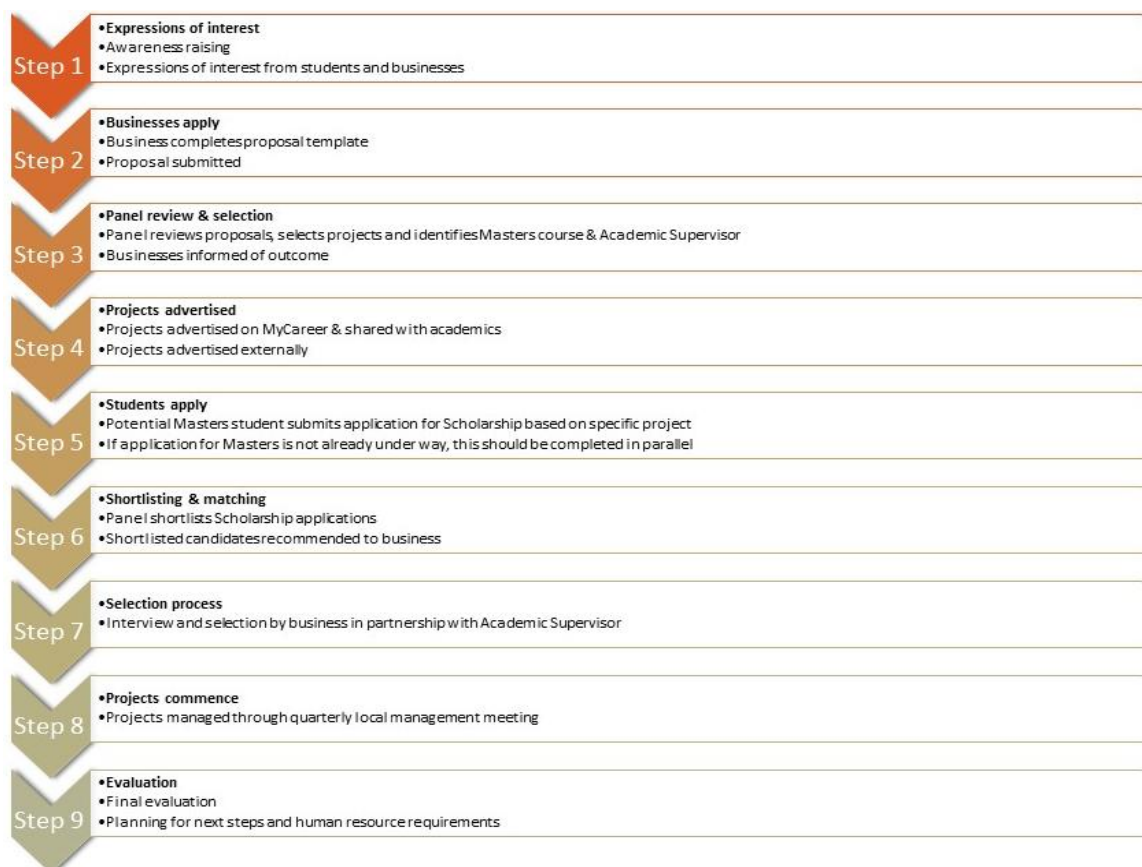 Step 1
•Expressions of interest
•Awareness raising
•Expressions of interest from students and businesses
Step 2
•Businesses apply
•Business completes proposal template
•Proposal submitted
Step 3
•Panel review & selection
•Panel reviews proposals, selects projects and identifies Masters course & Academic Supervisor
•Businesses informed of outcome
Step 4
•Projects advertised
•Projects advertised on MyCareer & shared with academics
•Projects advertised externally
Step 5
•Students apply
•Potential Masters student submits application for Scholarship based on specific project
•If application for Masters is not already under way, this should be completed in parallel
Step 6
•Shortlisting & matching
•Panel shortlists Scholarship applications
•Shortlisted candidates recommended to business
Step 7
•Selection process
•Interview and selection by business in partnership with Academic Supervisor
Step 8
•Projects commence
•Projects managed through quarterly local management meeting
Step 9
•Evaluation
•Final evaluation
•Planning for next steps and human resource requirements